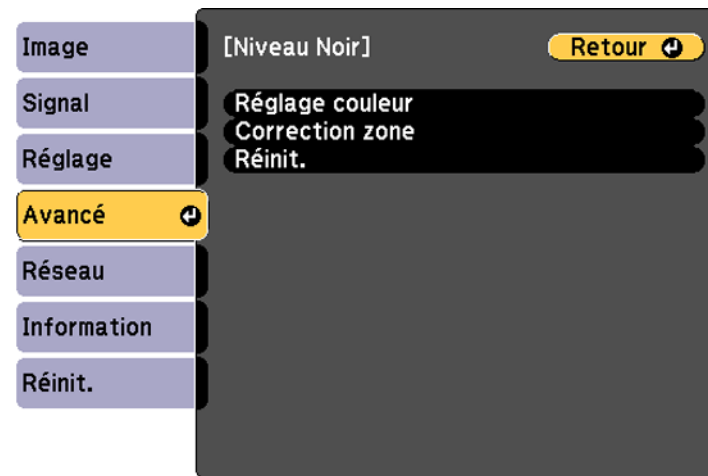 Image
Signal
Réglage
Avancé
Réseau
Information
Réinit.
[Niveau Noir] Retour
Réglage couleur
Correction zone
Réinit.